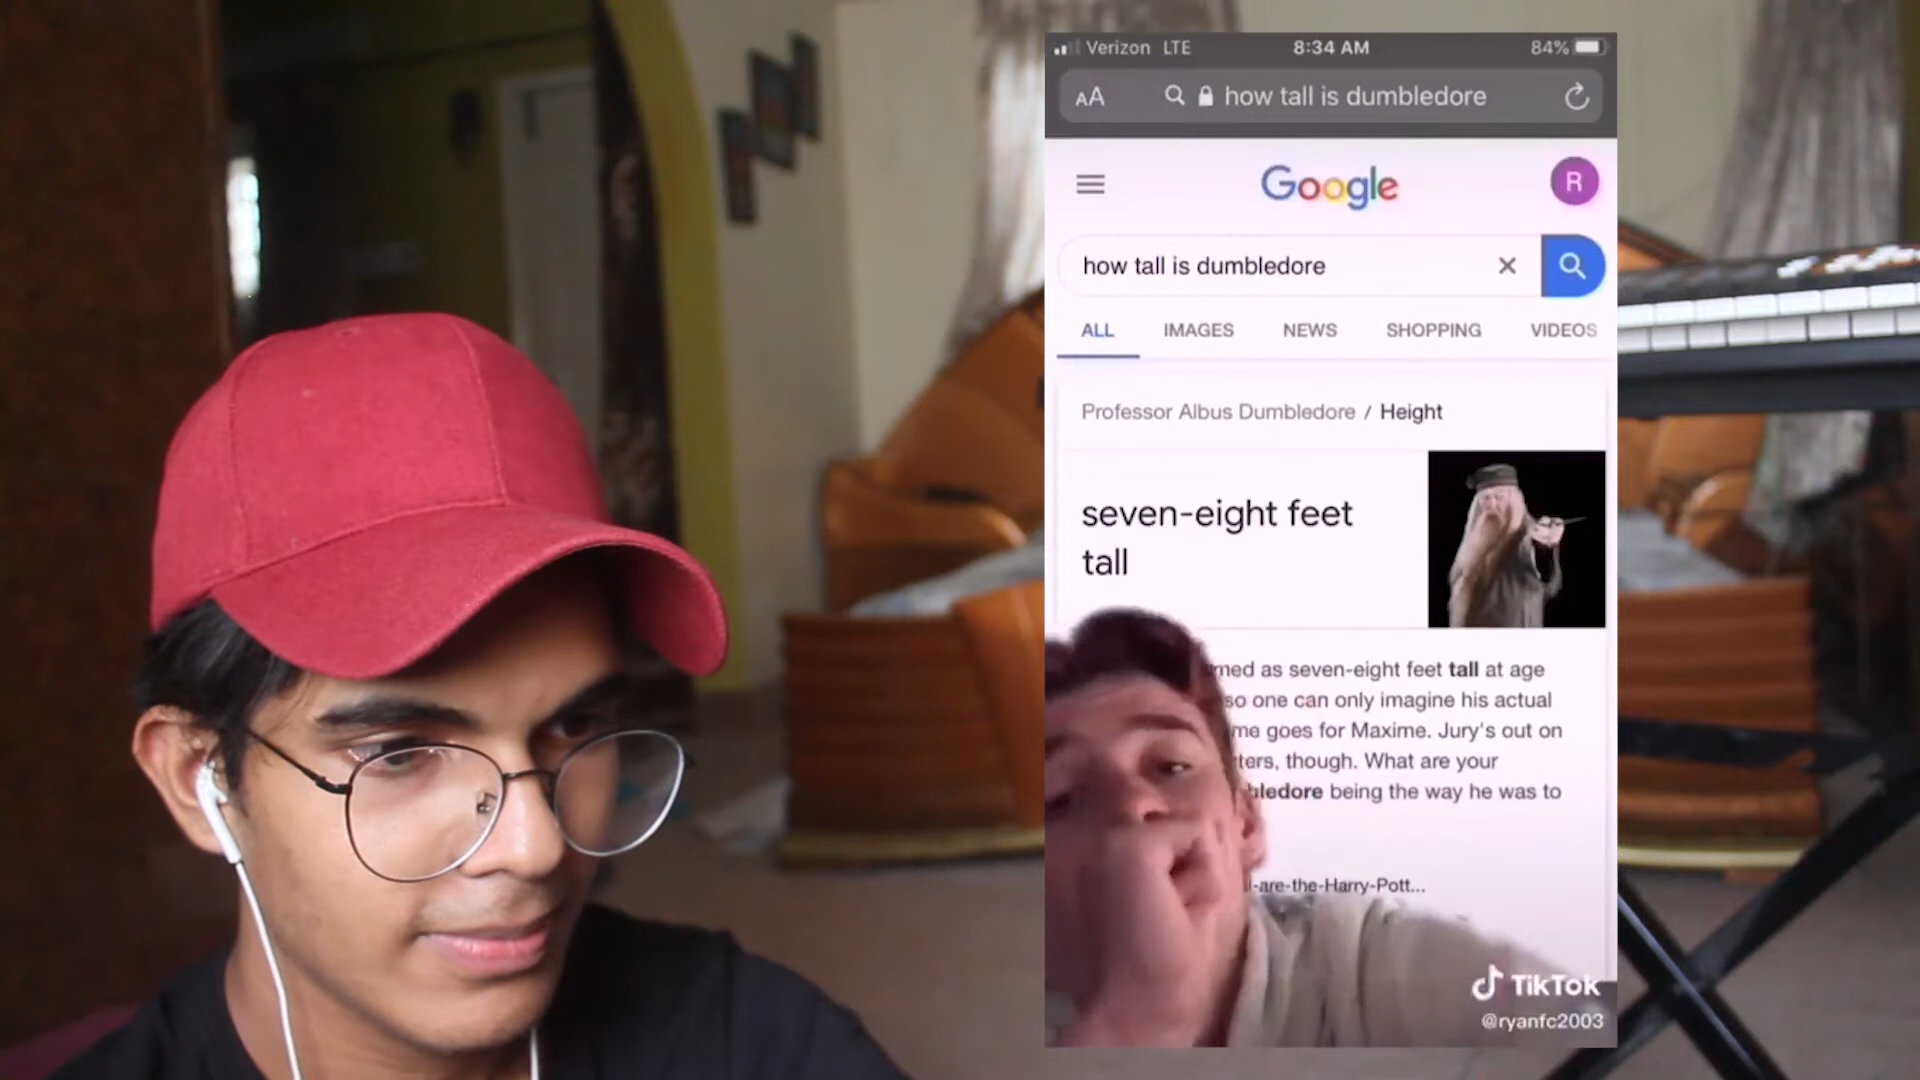 Verizon LTE 8:34 AM 84%
AA how tall is dumbledore
Google R
how tall is dumbledore
ALL IMAGES NEWS SHOPPING VIDEOS
Professor Albus Dumbledore / Height
seven-eight feet
tall
med as seven-eight feet tall at age
so one can only imagine his actual
me goes for Maxime. Jury's out on
ters, though. What are your
bledore being the way he was to
i-are-the-Harry-Pott...
TikTok
@ryanfc2003